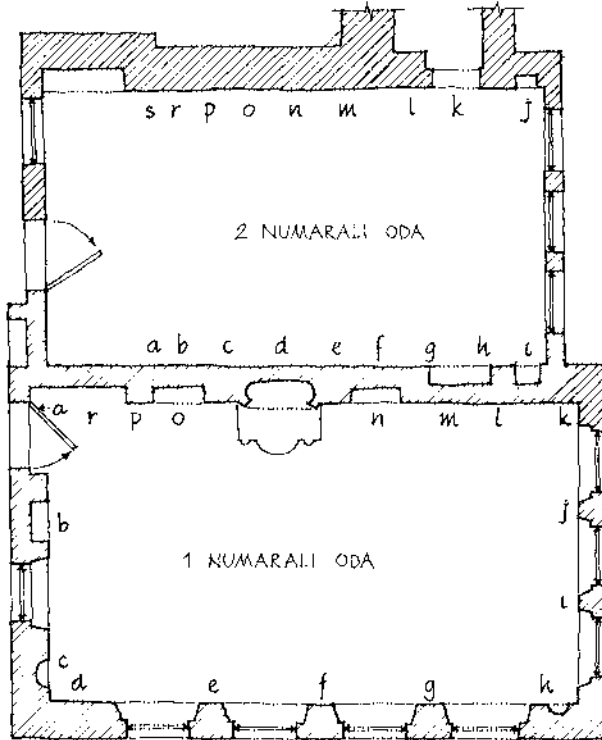 s r p o n m l k j
2 NUMARALI ODA
a b c d e f g h ı
a r p o n m l k
b j
1 NUMARALI ODA
ı
c
d e f g h